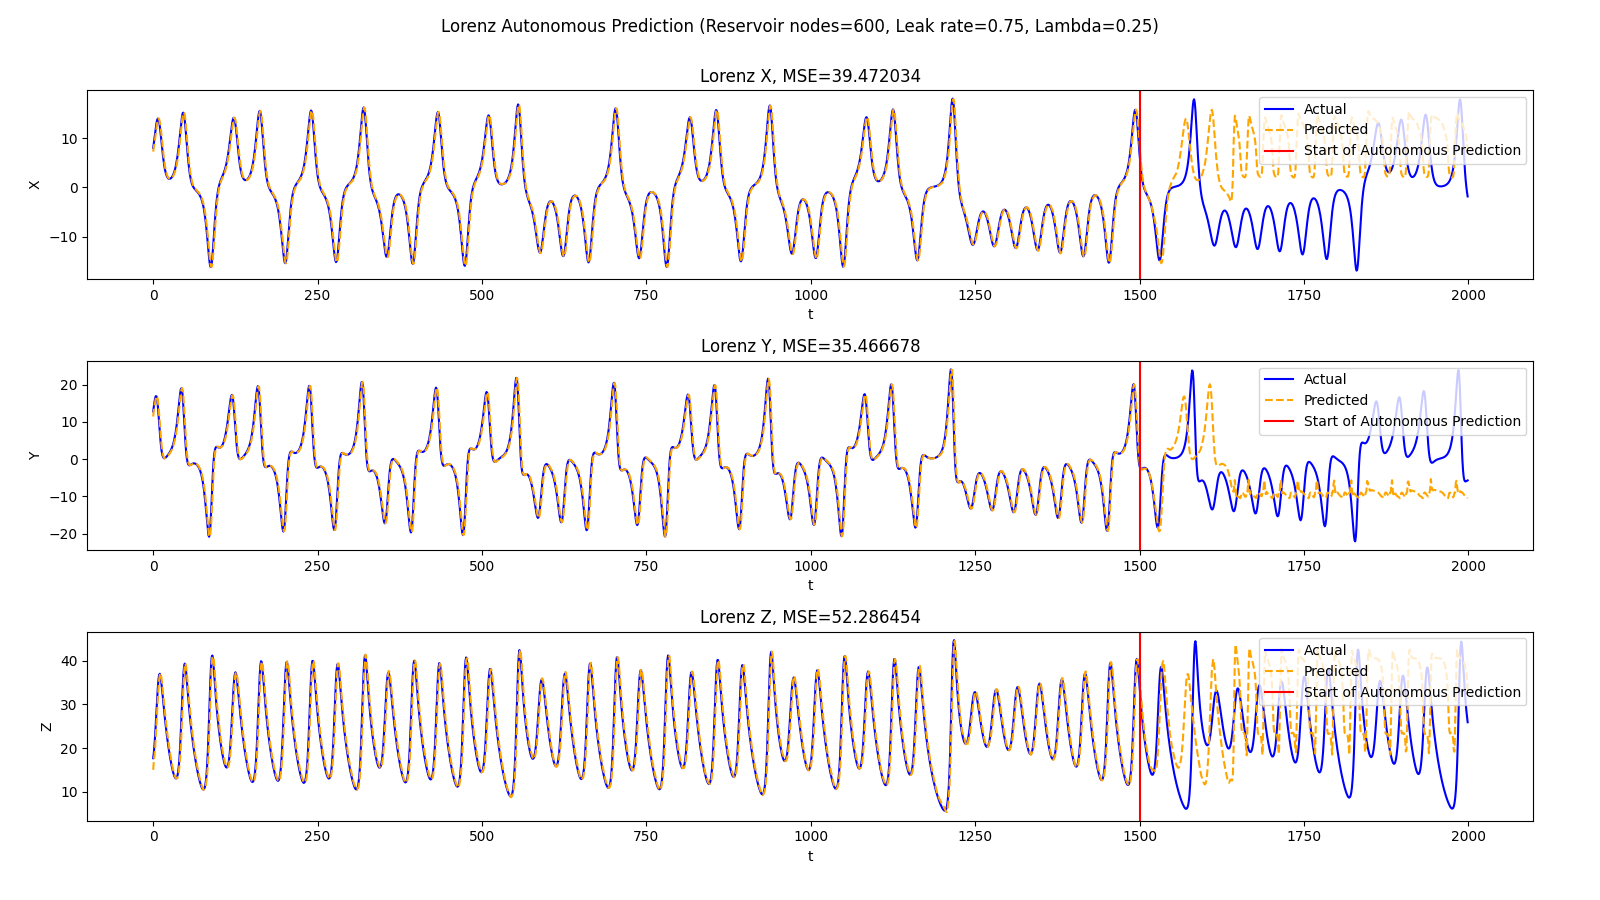 Lorenz Autonomous Prediction (Reservoir nodes=600, Leak rate=0.75, Lambda=0.25)
Lorenz X, MSE=39.472034
X
10
0
−10
Actual
Predicted
Start of Autonomous Prediction
0 250 500 750 1000 1250 1500 1750 2000
t
Lorenz Y, MSE=35.466678
Y
20
10
0
−10
−20
Actual
Predicted
Start of Autonomous Prediction
0 250 500 750 1000 1250 1500 1750 2000
t
Lorenz Z, MSE=52.286454
Z
40
30
20
10
Actual
Predicted
Start of Autonomous Prediction
0 250 500 750 1000 1250 1500 1750 2000
t